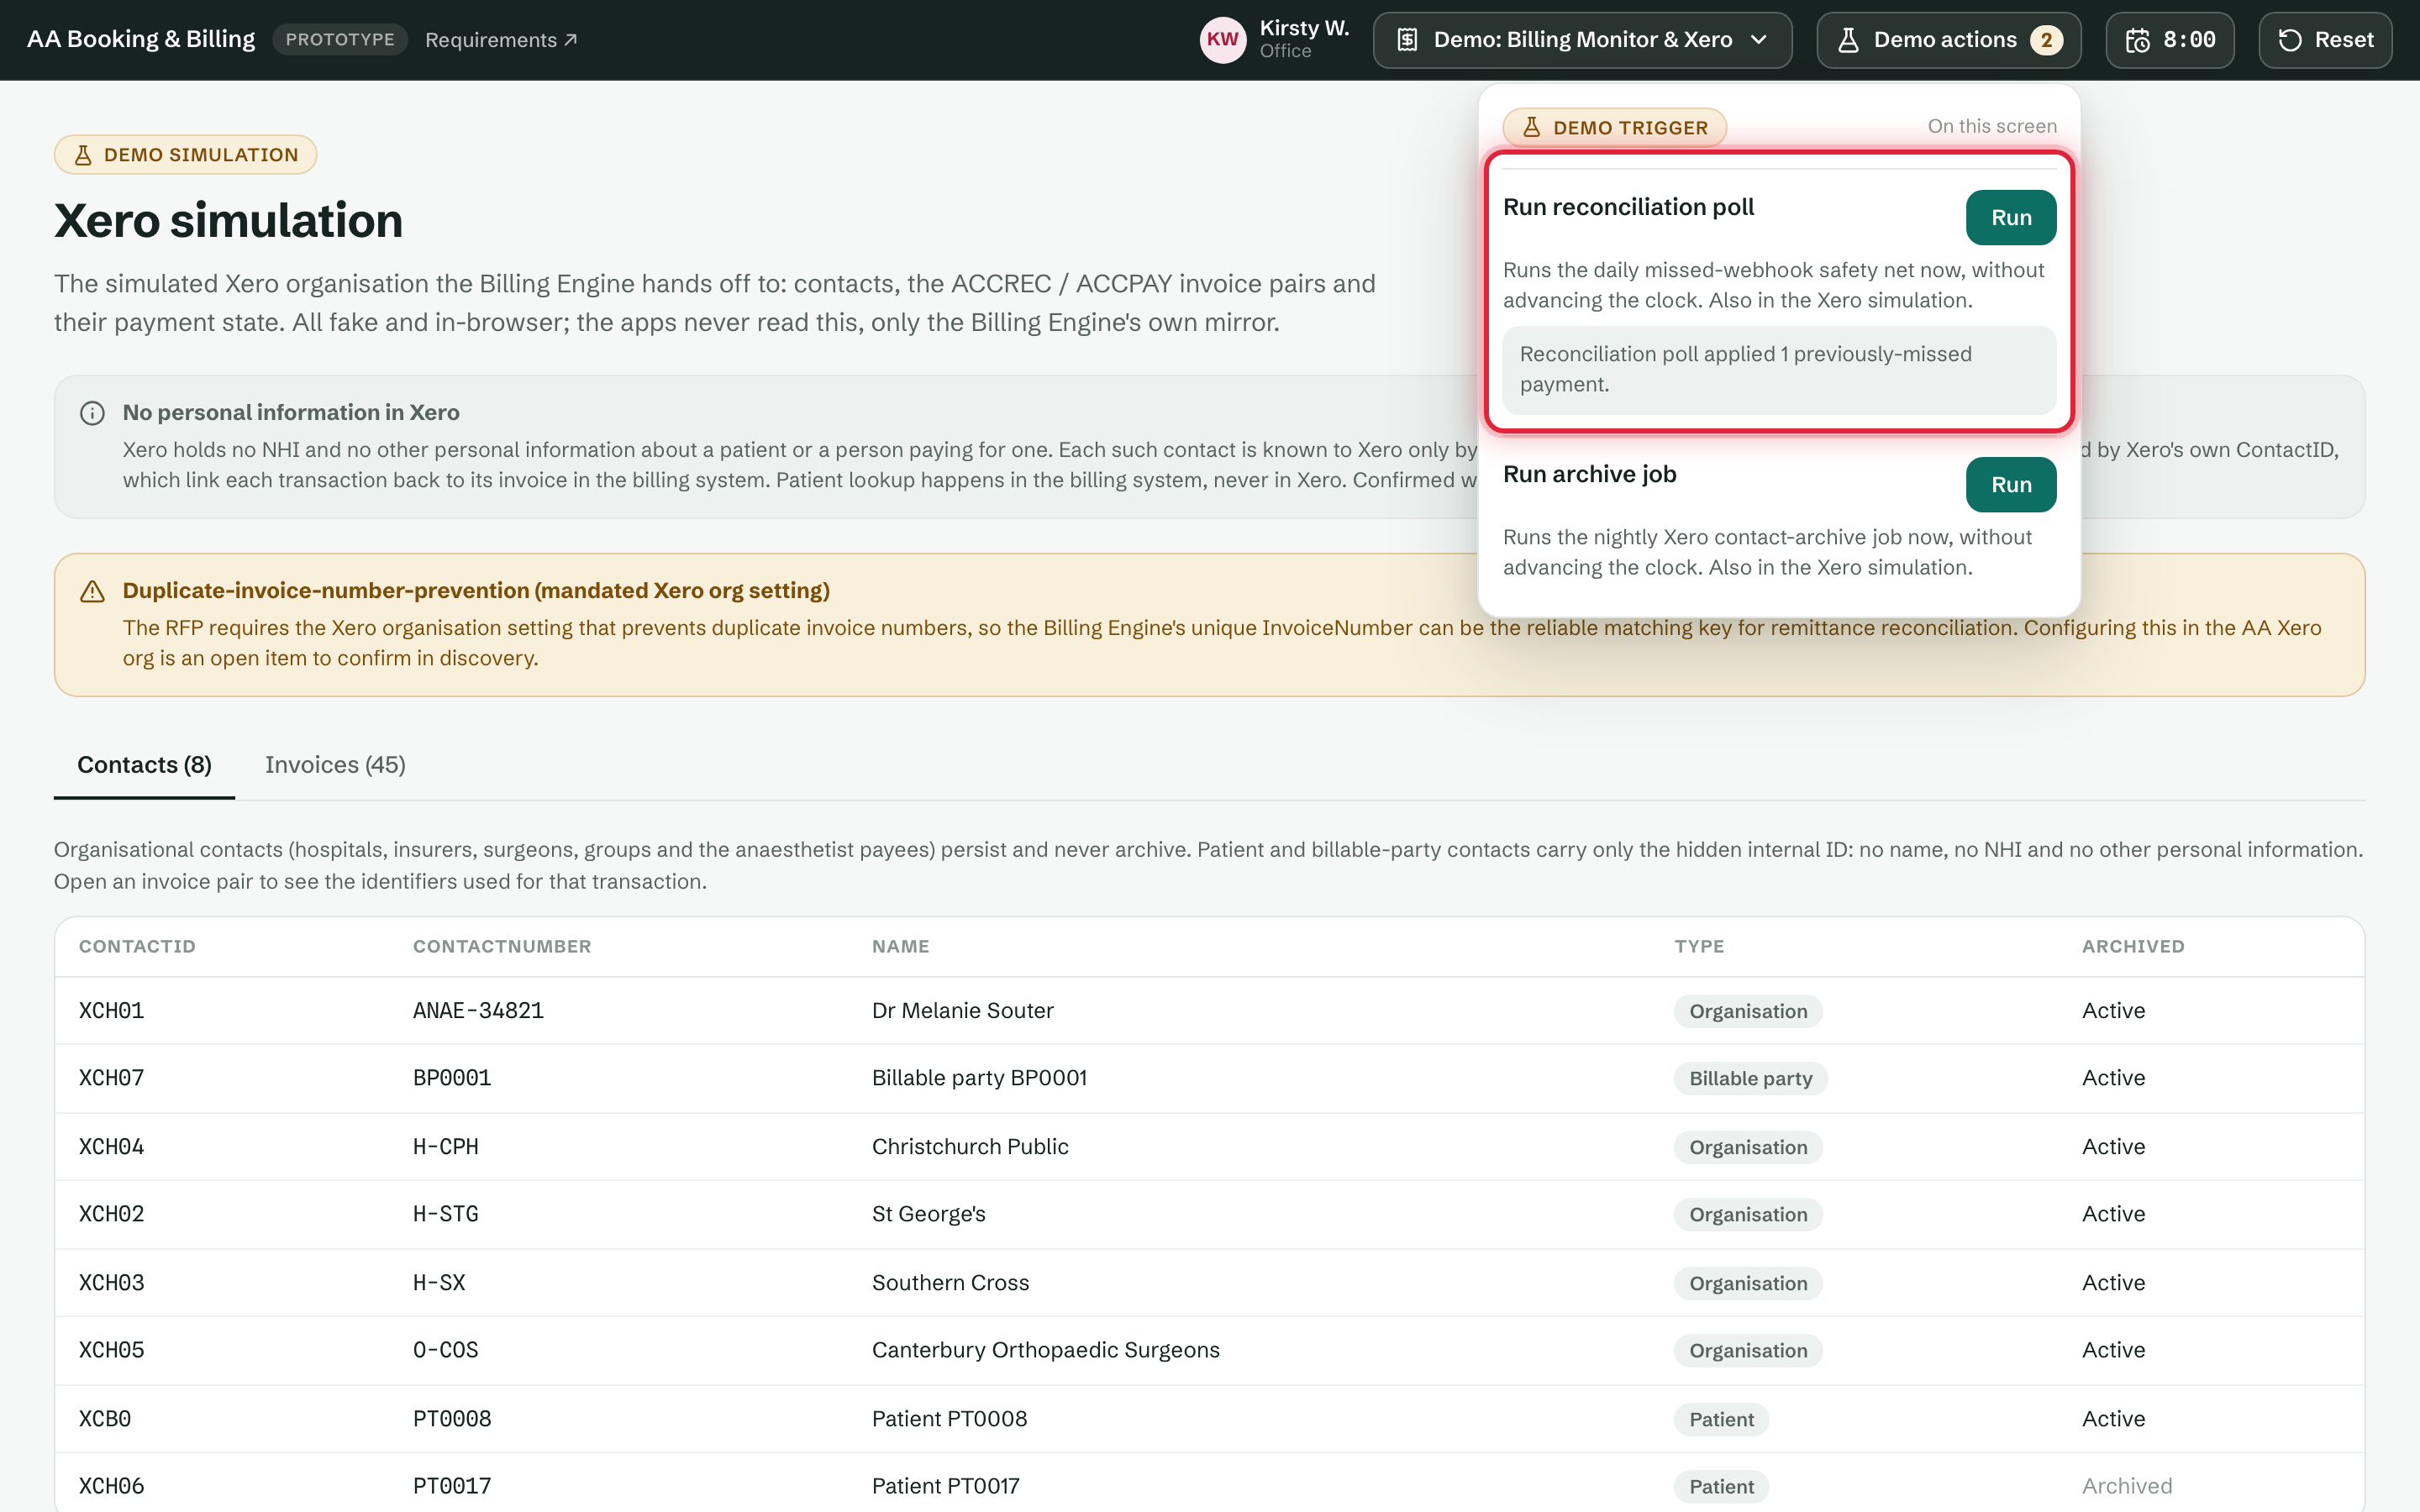 AA Booking & Billing
PROTOTYPE
Requirements ↗
KW
Kirsty W.
Office
Demo: Billing Monitor & Xero
Demo actions 2
8:00
Reset
DEMO TRIGGER
On this screen
Run reconciliation poll
Run
Runs the daily missed-webhook safety net now, without
advancing the clock. Also in the Xero simulation.
Reconciliation poll applied 1 previously-missed
payment.
Run archive job
Run
Runs the nightly Xero contact-archive job now, without
advancing the clock. Also in the Xero simulation.
DEMO SIMULATION
Xero simulation
The simulated Xero organisation the Billing Engine hands off to: contacts, the ACCREC / ACCPAY invoice pairs and
their payment state. All fake and in-browser; the apps never read this, only the Billing Engine's own mirror.
No personal information in Xero
Xero holds no NHI and no other personal information about a patient or a person paying for one. Each such contact is known to Xero only by
d by Xero's own ContactID,
which link each transaction back to its invoice in the billing system. Patient lookup happens in the billing system, never in Xero. Confirmed w
Duplicate-invoice-number-prevention (mandated Xero org setting)
The RFP requires the Xero organisation setting that prevents duplicate invoice numbers, so the Billing Engine's unique InvoiceNumber can be the reliable matching key for remittance reconciliation. Configuring this in the AA Xero
org is an open item to confirm in discovery.
Contacts (8)
Invoices (45)
Organisational contacts (hospitals, insurers, surgeons, groups and the anaesthetist payees) persist and never archive. Patient and billable-party contacts carry only the hidden internal ID: no name, no NHI and no other personal information.
Open an invoice pair to see the identifiers used for that transaction.
CONTACTID CONTACTNUMBER NAME TYPE ARCHIVED
XCH01 ANAE-34821 Dr Melanie Souter Organisation Active
XCH07 BP0001 Billable party BP0001 Billable party Active
XCH04 H-CPH Christchurch Public Organisation Active
XCH02 H-STG St George's Organisation Active
XCH03 H-SX Southern Cross Organisation Active
XCH05 O-COS Canterbury Orthopaedic Surgeons Organisation Active
XCB0 PT0008 Patient PT0008 Patient Active
XCH06 PT0017 Patient PT0017 Patient Archived